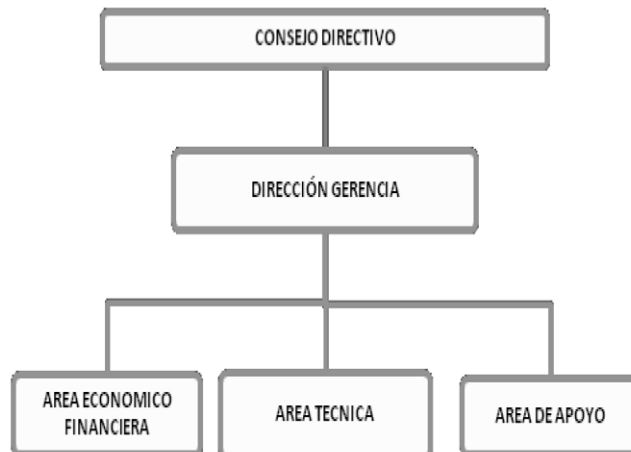 CONSEJO DIRECTIVO
DIRECCIÓN GERENCIA
AREA ECONOMICO
FINANCIERA
AREA TECNICA
AREA DE APOYO